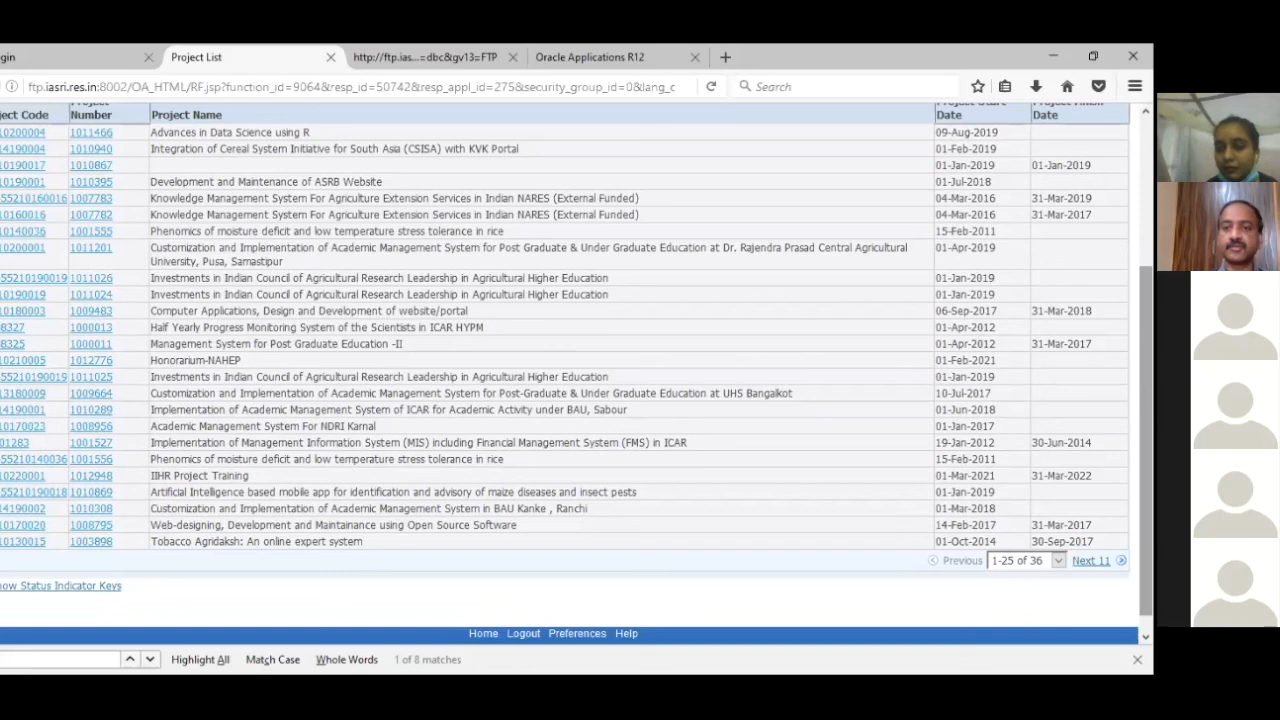 gin
Project List
http://ftp.ias...=dbc&gv13=FTP
Oracle Applications R12
ftp.iasri.res.in:8002/OA_HTML/RF.jsp?function_id=9064&resp_id=50742&resp_appl_id=275&security_group_id=0&lang_c
Search
ject Code Number Project Name Date Date
10200004 1011466 Advances in Data Science using R 09-Aug-2019
14190004 1010940 Integration of Cereal System Initiative for South Asia (CSISA) with KVK Portal 01-Feb-2019
10190017 1010867 01-Jan-2019 01-Jan-2019
10190001 1010395 Development and Maintenance of ASRB Website 01-Jul-2018
55210160016 1007783 Knowledge Management System For Agriculture Extension Services in Indian NARES (External Funded) 04-Mar-2016 31-Mar-2019
10160016 1007782 Knowledge Management System For Agriculture Extension Services in Indian NARES (External Funded) 04-Mar-2016 31-Mar-2017
10140036 1001555 Phenomics of moisture deficit and low temperature stress tolerance in rice 15-Feb-2011
10200001 1011201 Customization and Implementation of Academic Management System for Post Graduate & Under Graduate Education at Dr. Rajendra Prasad Central Agricultural 01-Apr-2019
University, Pusa, Samastipur
55210190019 1011026 Investments in Indian Council of Agricultural Research Leadership in Agricultural Higher Education 01-Jan-2019
10190019 1011024 Investments in Indian Council of Agricultural Research Leadership in Agricultural Higher Education 01-Jan-2019
10180003 1009483 Computer Applications, Design and Development of website/portal 06-Sep-2017 31-Mar-2018
8327 1000013 Half Yearly Progress Monitoring System of the Scientists in ICAR HYPM 01-Apr-2012
8325 1000011 Management System for Post Graduate Education -II 01-Apr-2012 31-Mar-2017
10210005 1012776 Honorarium-NAHEP 01-Feb-2021
55210190019 1011025 Investments in Indian Council of Agricultural Research Leadership in Agricultural Higher Education 01-Jan-2019
13180009 1009664 Customization and Implementation of Academic Management System for Post-Graduate & Under Graduate Education at UHS Bangalkot 10-Jul-2017
14190001 1010289 Implementation of Academic Management System of ICAR for Academic Activity under BAU, Sabour 01-Jun-2018
10170023 1008956 Academic Management System For NDRI Karnal 01-Jan-2017
01283 1001527 Implementation of Management Information System (MIS) including Financial Management System (FMS) in ICAR 19-Jan-2012 30-Jun-2014
55210140036 1001556 Phenomics of moisture deficit and low temperature stress tolerance in rice 15-Feb-2011
10220001 1012948 IIHR Project Training 01-Mar-2021 31-Mar-2022
55210190018 1010869 Artificial Intelligence based mobile app for identification and advisory of maize diseases and insect pests 01-Jan-2019
14190002 1010308 Customization and Implementation of Academic Management System in BAU Kanke , Ranchi 01-Mar-2018
10170020 1008795 Web-designing, Development and Maintainance using Open Source Software 14-Feb-2017 31-Mar-2017
10130015 1003898 Tobacco Agridaksh: An online expert system 01-Oct-2014 30-Sep-2017
Previous 1-25 of 36 Next 11
how Status Indicator Keys
Home Logout Preferences Help
Highlight All Match Case Whole Words 1 of 8 matches